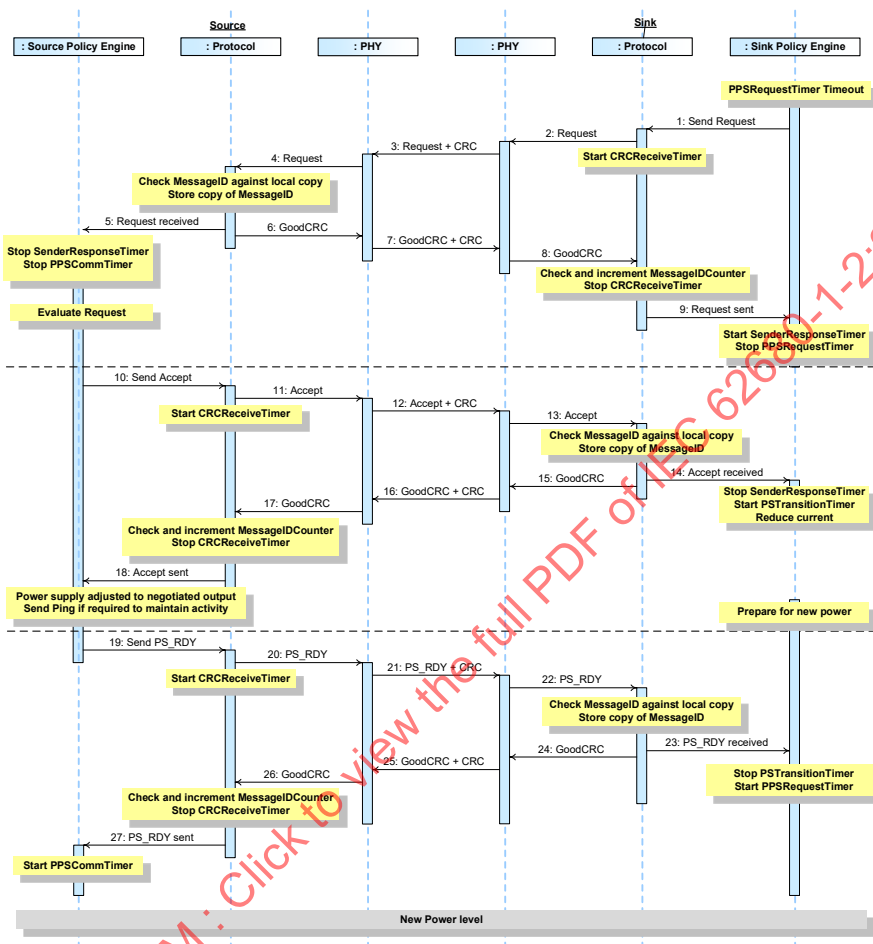 Source
Sink
: Source Policy Engine
: Protocol
: PHY
: PHY
: Protocol
: Sink Policy Engine
PPSRequestTimer Timeout
1: Send Request
2: Request
Start CRCReceiveTimer
3: Request + CRC
4: Request
Check MessageID against local copy
Store copy of MessageID
5: Request received
6: GoodCRC
7: GoodCRC + CRC
8: GoodCRC
Stop SenderResponseTimer
Stop PPSCommTimer
Check and increment MessageIDCounter
Stop CRCReceiveTimer
Evaluate Request
9: Request sent
Start SenderResponseTimer
Stop PPSRequestTimer
10: Send Accept
11: Accept
Start CRCReceiveTimer
12: Accept + CRC
13: Accept
Check MessageID against local copy
Store copy of MessageID
14: Accept received
15: GoodCRC
16: GoodCRC + CRC
17: GoodCRC
Stop SenderResponseTimer
Start PSTransitionTimer
Reduce current
Check and increment MessageIDCounter
Stop CRCReceiveTimer
18: Accept sent
Power supply adjusted to negotiated output
Send Ping if required to maintain activity
Prepare for new power
19: Send PS_RDY
20: PS_RDY
Start CRCReceiveTimer
21: PS_RDY + CRC
22: PS_RDY
Check MessageID against local copy
Store copy of MessageID
23: PS_RDY received
24: GoodCRC
25: GoodCRC + CRC
26: GoodCRC
Stop PSTransitionTimer
Start PPSRequestTimer
Check and increment MessageIDCounter
Stop CRCReceiveTimer
27: PS_RDY sent
Start PPSCommTimer
New Power level
M : Click to view the full PDF of IEC 62680-1-2: